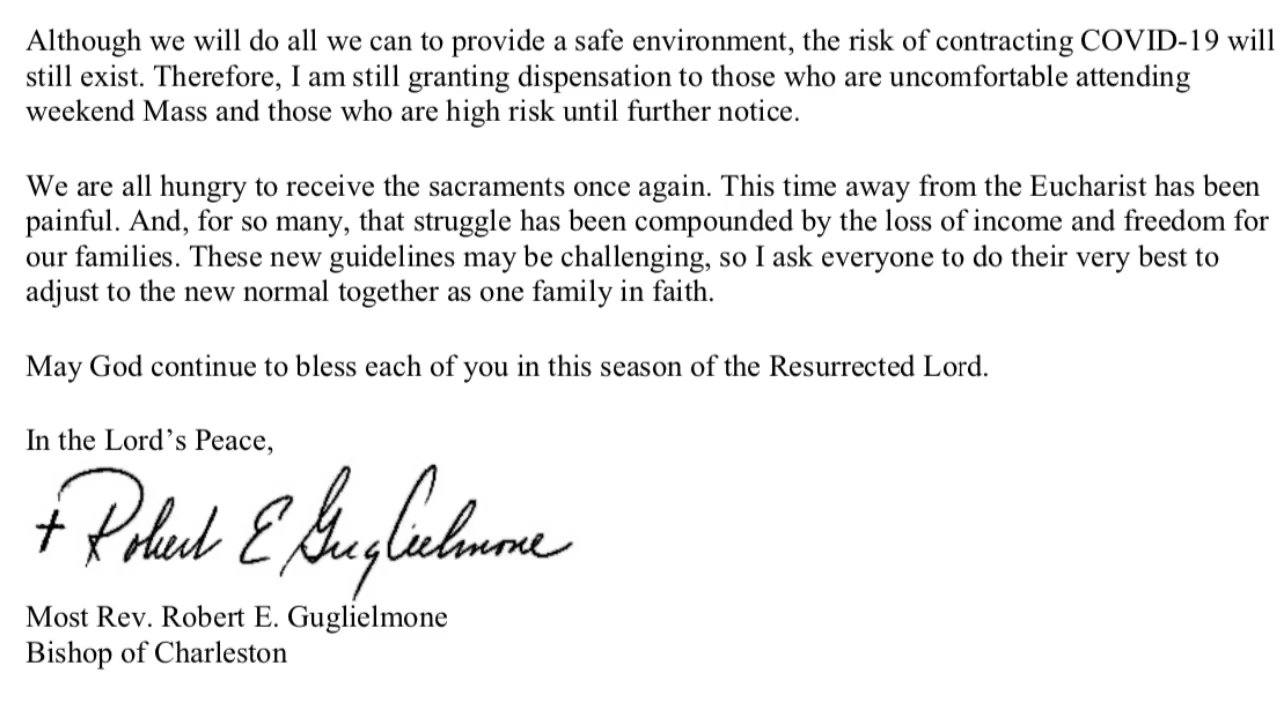 Although we will do all we can to provide a safe environment, the risk of contracting COVID-19 will
still exist. Therefore, I am still granting dispensation to those who are uncomfortable attending
weekend Mass and those who are high risk until further notice.
We are all hungry to receive the sacraments once again. This time away from the Eucharist has been
painful. And, for so many, that struggle has been compounded by the loss of income and freedom for
our families. These new guidelines may be challenging, so I ask everyone to do their very best to
adjust to the new normal together as one family in faith.
May God continue to bless each of you in this season of the Resurrected Lord.
In the Lord’s Peace,
+ Robert E Guglielmone
Most Rev. Robert E. Guglielmone
Bishop of Charleston